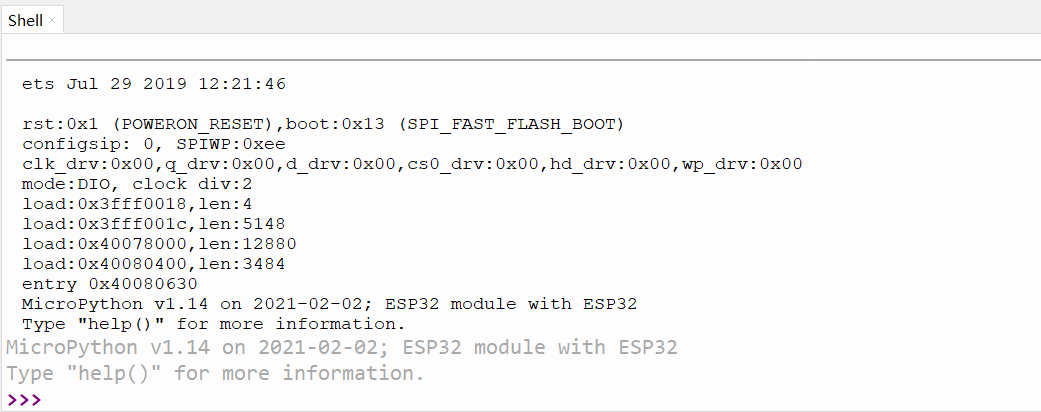 Shell ×
ets Jul 29 2019 12:21:46
rst:0x1 (POWERON_RESET),boot:0x13 (SPI_FAST_FLASH_BOOT)
configsip: 0, SPIWP:0xee
clk_drv:0x00,q_drv:0x00,d_drv:0x00,cs0_drv:0x00,hd_drv:0x00,wp_drv:0x00
mode:DIO, clock div:2
load:0x3fff0018,len:4
load:0x3fff001c,len:5148
load:0x40078000,len:12880
load:0x40080400,len:3484
entry 0x40080630
MicroPython v1.14 on 2021-02-02; ESP32 module with ESP32
Type "help()" for more information.
MicroPython v1.14 on 2021-02-02; ESP32 module with ESP32
Type "help()" for more information.
>>>